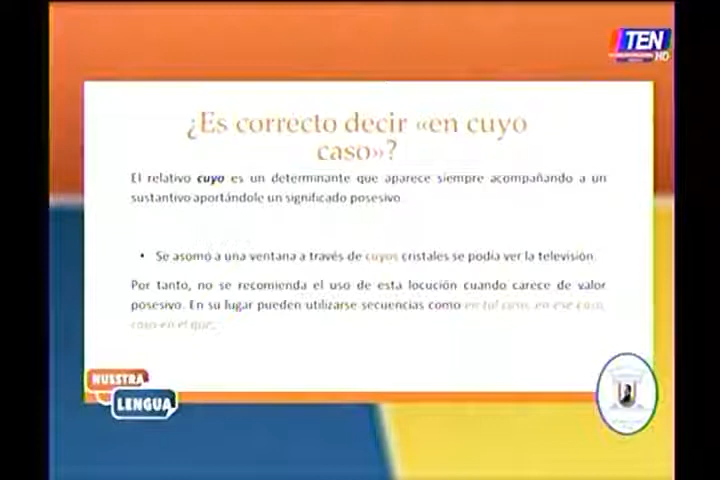 TEN
HD
¿Es correcto decir «en cuyo
caso»?
El relativo cuyo es un determinante que aparece siempre acompañando a un
sustantivo aportándole un significado posesivo.
• Se asomó a una ventana a través de cuyos cristales se podía ver la televisión.
Por tanto, no se recomienda el uso de esta locución cuando carece de valor
posesivo. En su lugar pueden utilizarse secuencias como en tal caso, en ese caso,
caso en el que.
NUESTRA
LENGUA